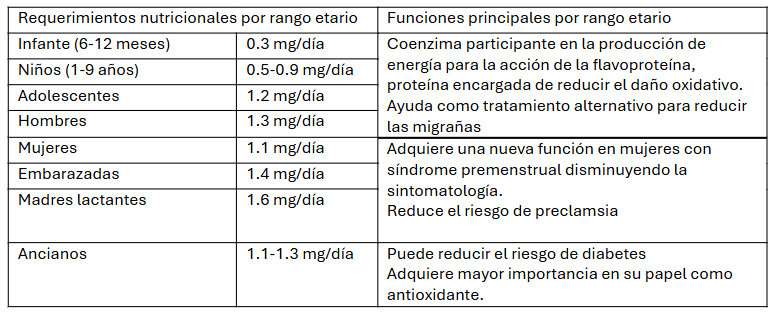 Requerimientos nutricionales por rango etario
Funciones principales por rango etario
Infante (6-12 meses)
0.3 mg/día
Niños (1-9 años)
0.5-0.9 mg/día
Adolescentes
1.2 mg/día
Hombres
1.3 mg/día
Coenzima participante en la producción de
energía para la acción de la flavoproteína,
proteína encargada de reducir el daño oxidativo.
Ayuda como tratamiento alternativo para reducir
las migrañas
Mujeres
1.1 mg/día
Embarazadas
1.4 mg/día
Madres lactantes
1.6 mg/día
Adquiere una nueva función en mujeres con
síndrome premenstrual disminuyendo la
sintomatología.
Reduce el riesgo de preclamsia
Ancianos
1.1-1.3 mg/día
Puede reducir el riesgo de diabetes
Adquiere mayor importancia en su papel como
antioxidante.